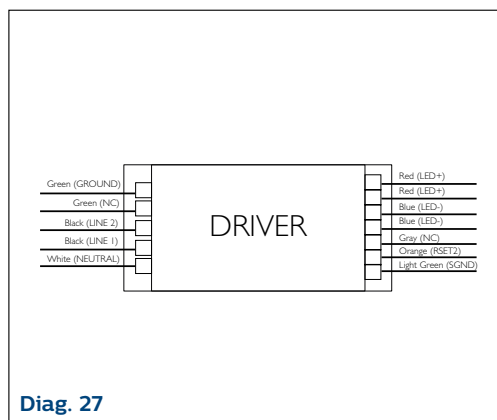 Green (GROUND)
Green (NC)
Black (LINE 2)
Black (LINE 1)
White (NEUTRAL)
DRIVER
Red (LED+)
Red (LED+)
Blue (LED-)
Blue (LED-)
Gray (NC)
Orange (RSET2)
Light Green (SGND)
Diag. 27